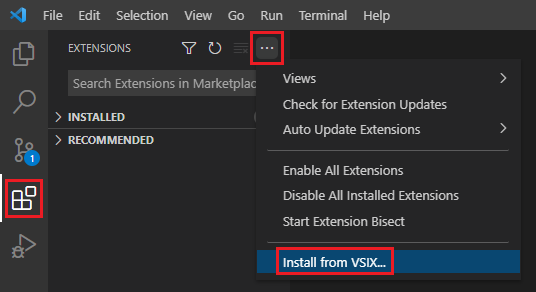 File Edit Selection View Go Run Terminal Help
EXTENSIONS
Search Extensions in Marketplac
INSTALLED
RECOMMENDED
1
Views
Check for Extension Updates
Auto Update Extensions
Enable All Extensions
Disable All Installed Extensions
Start Extension Bisect
Install from VSIX...